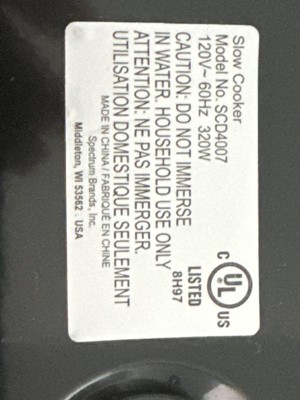 Slow Cooker
Model No. SCD4007
120V~ 60Hz 320W
CAUTION: DO NOT IMMERSE
IN WATER. HOUSEHOLD USE ONLY
ATTENTION: NE PAS IMMERGER.
UTILISATION DOMESTIQUE SEULEMENT
MADE IN CHINA / FABRIQUÉ EN CHINE
Spectrum Brands, Inc.
Middleton, WI 53562 . USA
C UL US
LISTED
8H97